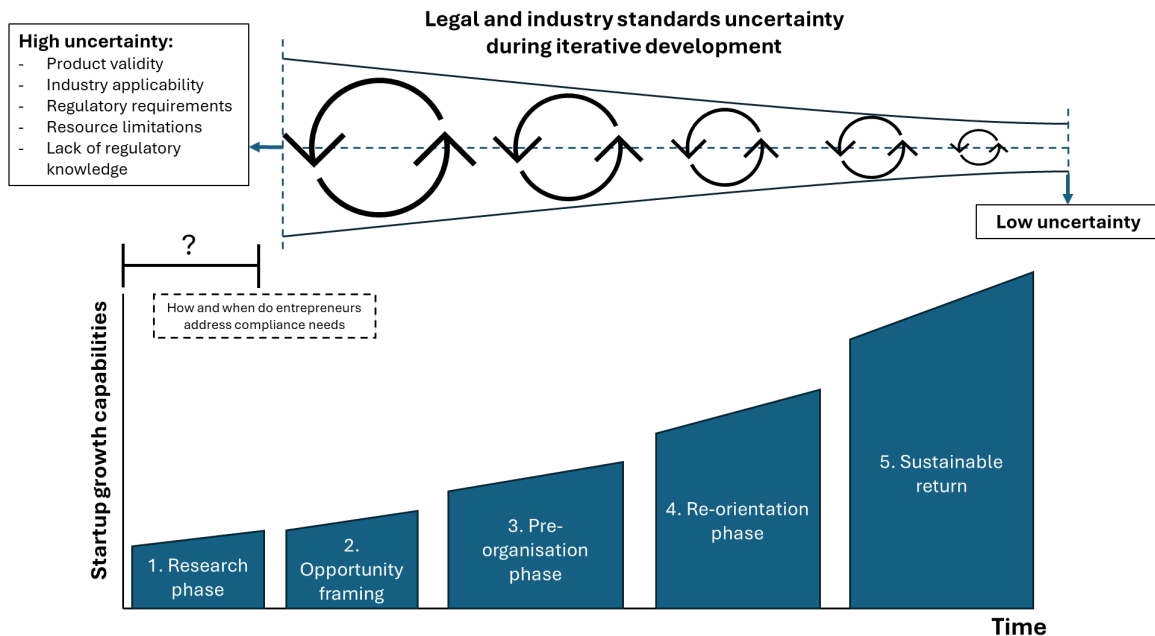 Legal and industry standards uncertainty
during iterative development
High uncertainty:
- Product validity
- Industry applicability
- Regulatory requirements
- Resource limitations
- Lack of regulatory
knowledge
Low uncertainty
?
How and when do entrepreneurs
address compliance needs
Startup growth capabilities
1. Research
phase
2.
Opportunity
framing
3. Pre-
organisation
phase
4. Re-orientation
phase
5. Sustainable
return
Time